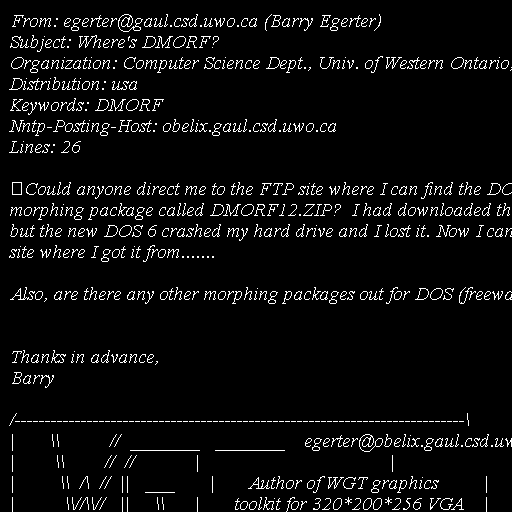 From: egerter@gaul.csd.uwo.ca (Barry Egerter)
Subject: Where's DMORF?
Organization: Computer Science Dept., Univ. of Western Ontario,
Distribution: usa
Keywords: DMORF
Nntp-Posting-Host: obelix.gaul.csd.uwo.ca
Lines: 26

Could anyone direct me to the FTP site where I can find the DO
morphing package called DMORF12.ZIP?  I had downloaded th
but the new DOS 6 crashed my hard drive and I lost it. Now I can
site where I got it from.......

Also, are there any other morphing packages out for DOS (freewa

Thanks in advance,
Barry

/---------------------------------------------------------------------------\
|        \\           //  ________   ________    egerter@obelix.gaul.csd.uw
|         \\         //  //             |                                          |
|          \\  /\  //  ||    ___        |        Author of WGT graphics          |
|           \\/\//   ||      \\       |       toolkit for 320*200*256 VGA    |